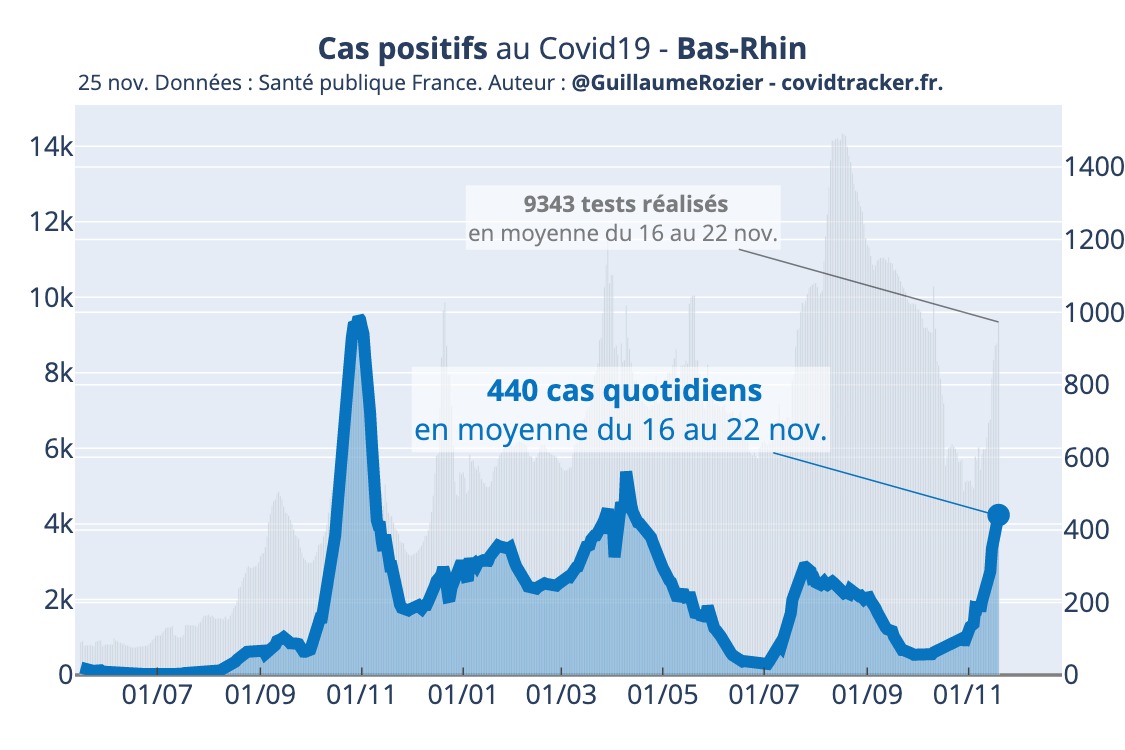 Cas positifs au Covid19 - Bas-Rhin
25 nov. Données : Santé publique France. Auteur : @GuillaumeRozier - covidtracker.fr.
14k
12k
10k
8k
6k
4k
2k
0
1400
1200
1000
800
600
400
200
0
9343 tests réalisés
en moyenne du 16 au 22 nov.
440 cas quotidiens
en moyenne du 16 au 22 nov.
01/07 01/09 01/11 01/01 01/03 01/05 01/07 01/09 01/11